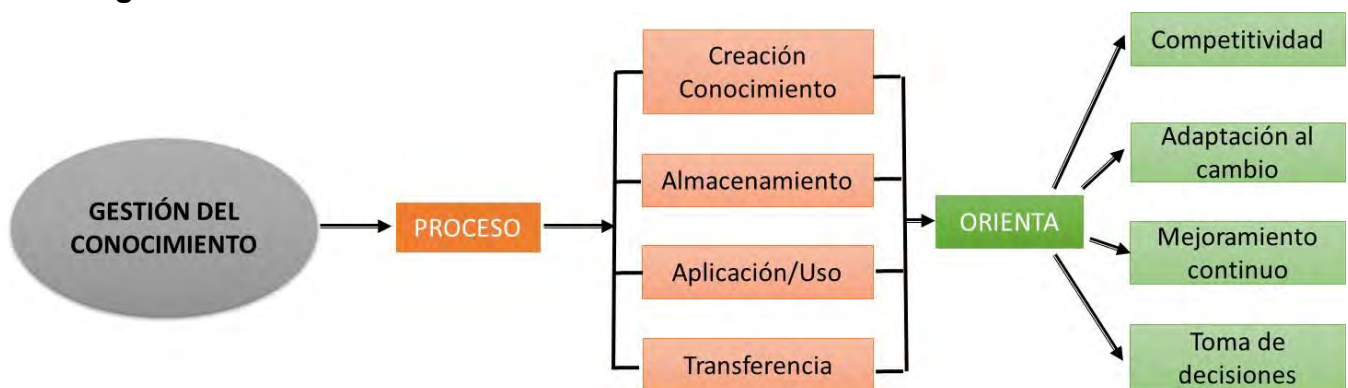 GESTIÓN DEL
CONOCIMIENTO
PROCESO
Creación
Conocimiento
Almacenamiento
Aplicación/Uso
Transferencia
ORIENTA
Competitividad
Adaptación al
cambio
Mejoramiento
continuo
Toma de
decisiones